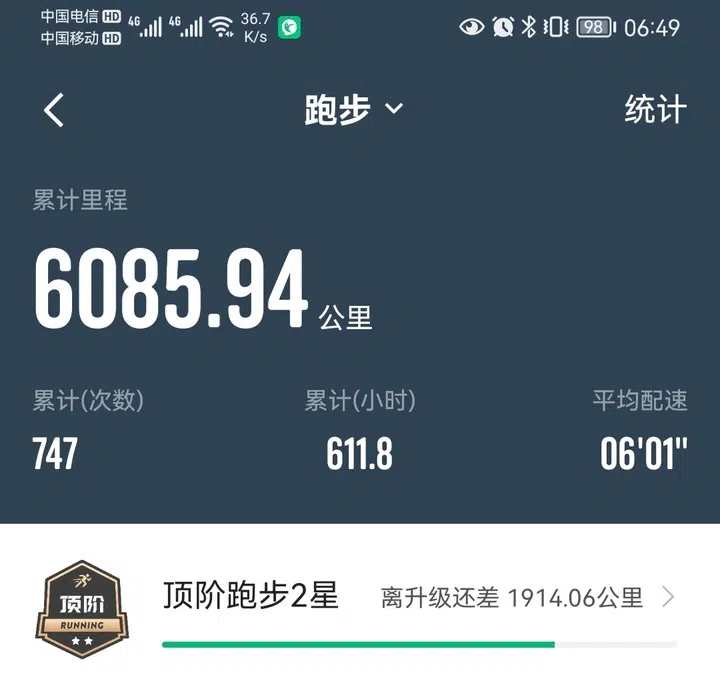 中国电信 HD 4G 4G 36.7 K/s 98 06:49
中国移动 HD
跑步 统计
累计里程
6085.94 公里
累计(次数) 累计(小时) 平均配速
747 611.8 06'01"
顶阶 RUNNING
顶阶跑步2星 离升级还差 1914.06公里